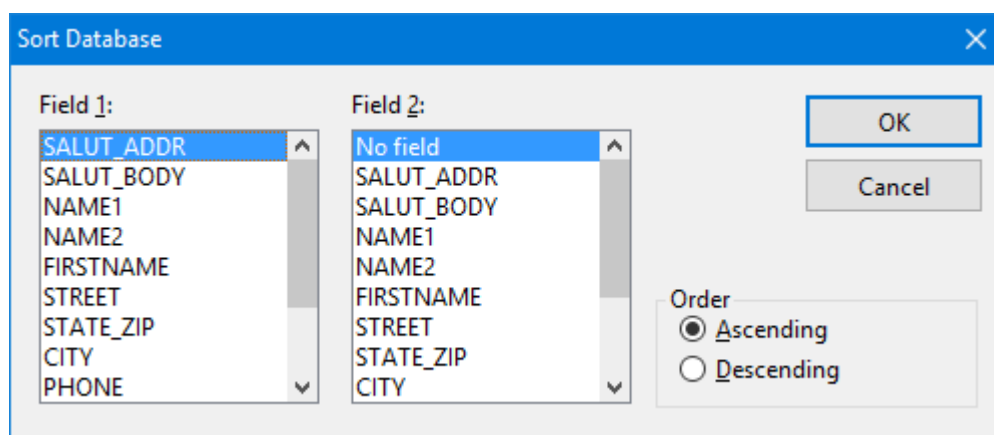 Sort Database
Field 1:
SALUT_ADDR
SALUT_BODY
NAME1
NAME2
FIRSTNAME
STREET
STATE_ZIP
CITY
PHONE
Field 2:
No field
SALUT_ADDR
SALUT_BODY
NAME1
NAME2
FIRSTNAME
STREET
STATE_ZIP
CITY
OK
Cancel
Order
Ascending
Descending